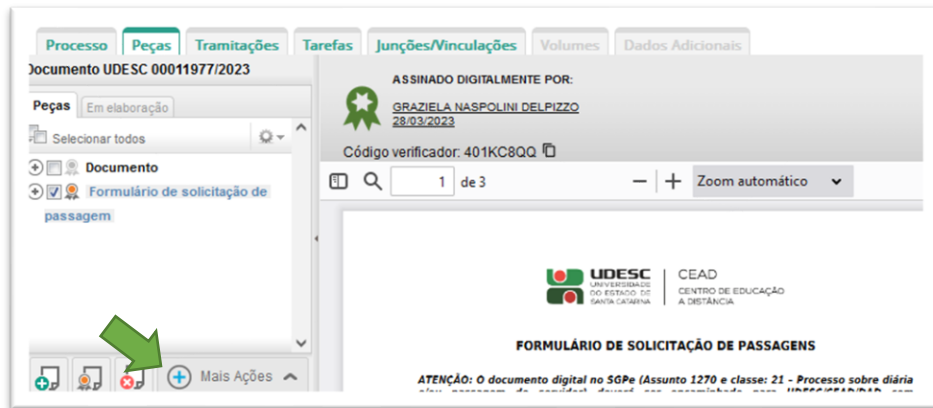 Processo Peças Tramitações Tarefas Junções/Vinculações Volumes Dados Adicionais
Documento UDESC 00011977/2023
Peças Em elaboração
Selecionar todos
Documento
Formulário de solicitação de
passagem
Mais Ações
ASSINADO DIGITALMENTE POR:
GRAZIELA NASPOLINI DELPIZZO
28/03/2023
Código verificador: 401KC8QQ
1 de 3 Zoom automático
UDESC
UNIVERSIDADE
DO ESTADO DE
SANTA CATARINA
CEAD
CENTRO DE EDUCAÇÃO
A DISTÂNCIA
FORMULÁRIO DE SOLICITAÇÃO DE PASSAGENS
ATENÇÃO: O documento digital no SGPe (Assunto 1270 e classe: 21 - Processo sobre diária